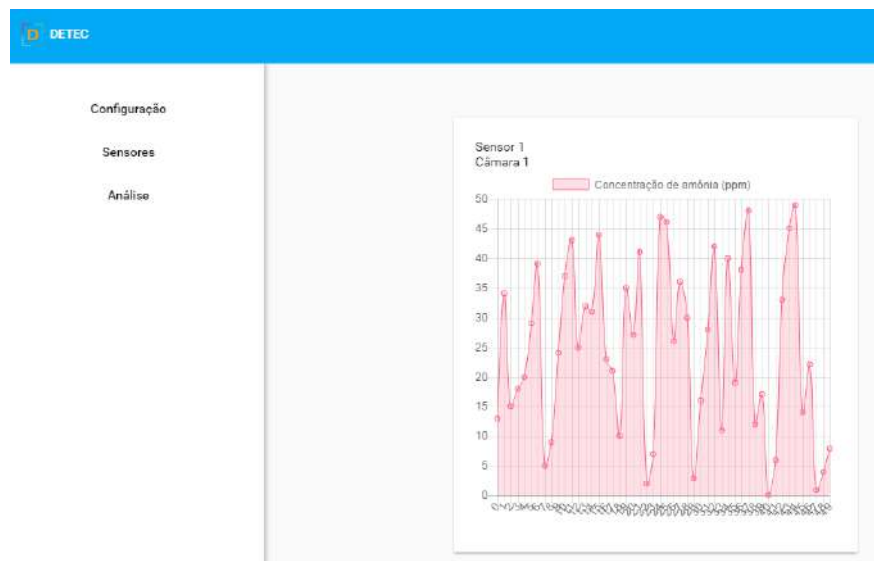 D DETEC
Configuração
Sensores
Análise
Sensor 1
Câmara 1
Concentração de amônia (ppm)
50
45
40
35
30
25
20
15
10
5
0